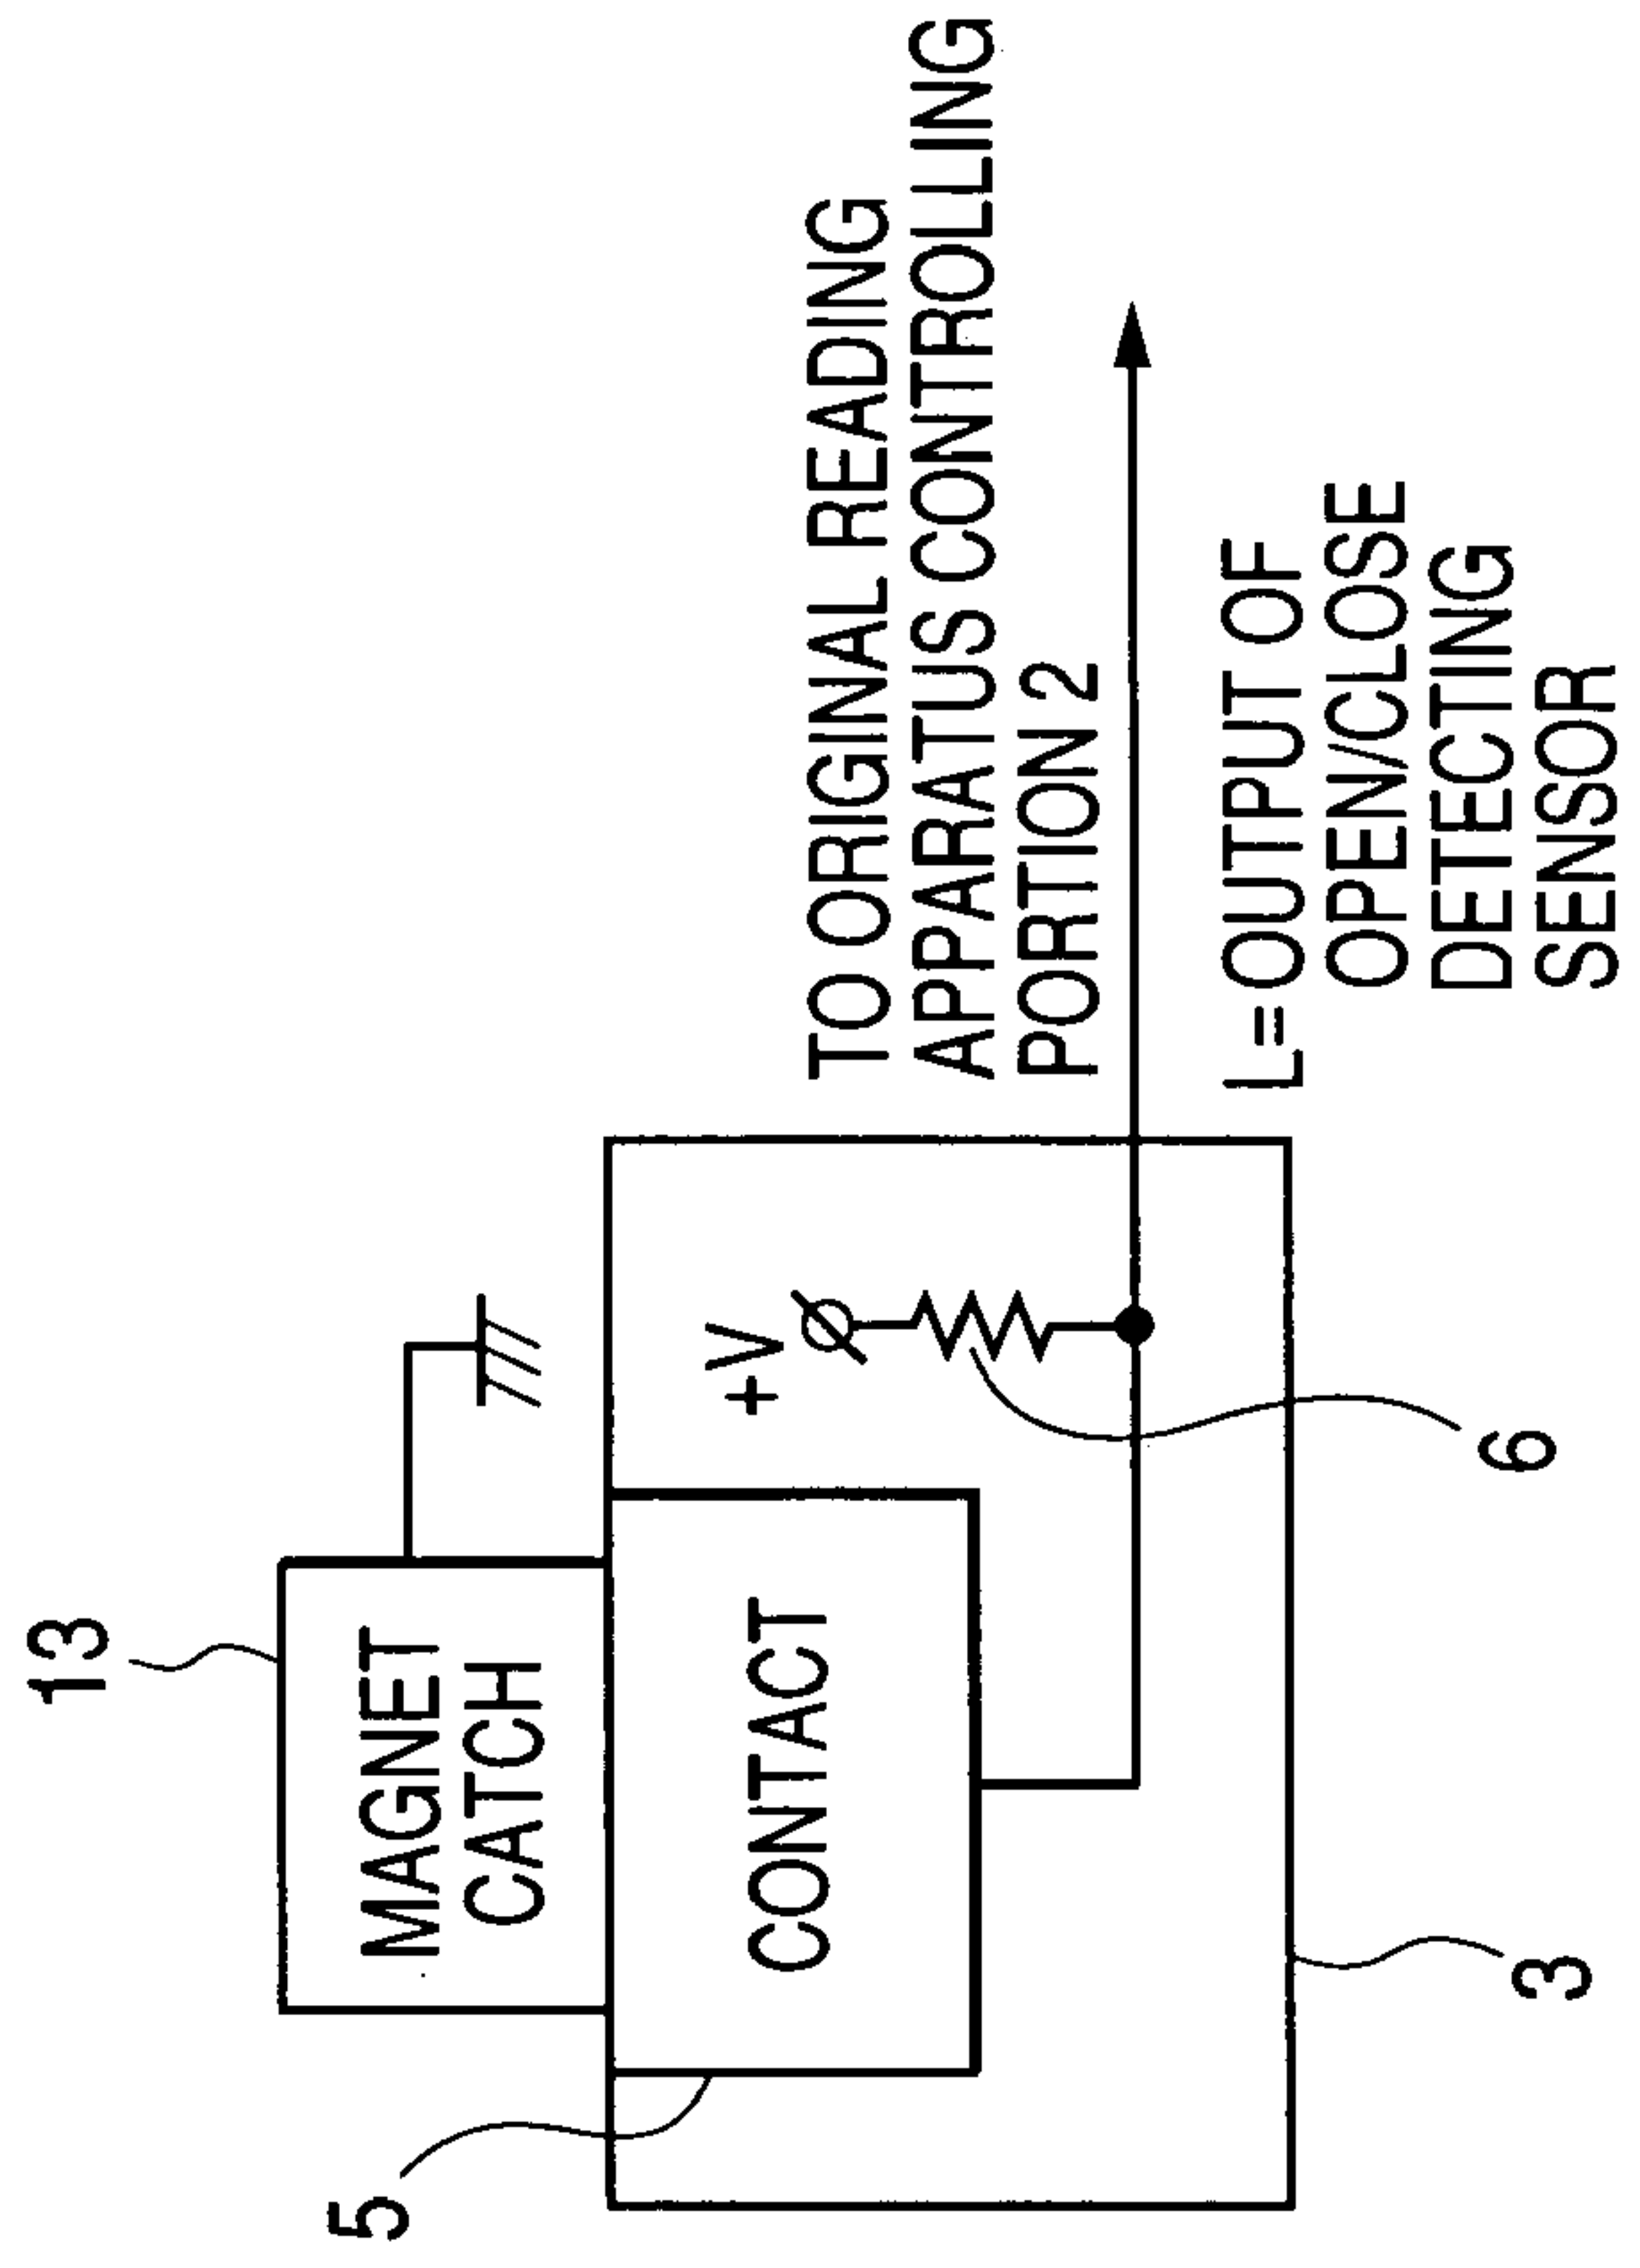 13
MAGNET
CATCH
5
CONTACT
+V
TO ORIGINAL READING
APPARATUS CONTROLLING
PORTION 2
L=OUTPUT OF
OPEN/CLOSE
DETECTING
SENSOR
6
3